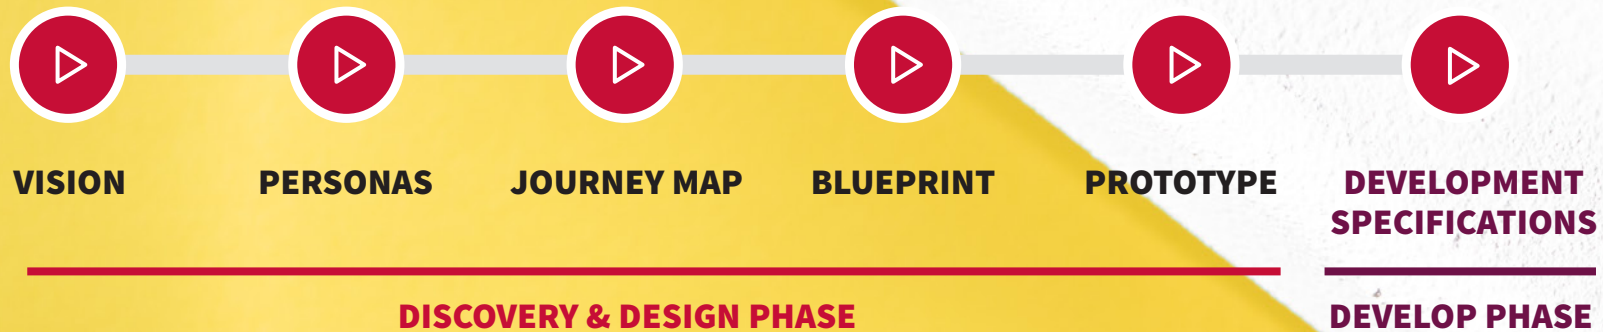 VISION
PERSONAS
JOURNEY MAP
BLUEPRINT
PROTOTYPE
DEVELOPMENT
SPECIFICATIONS
DISCOVERY & DESIGN PHASE
DEVELOP PHASE